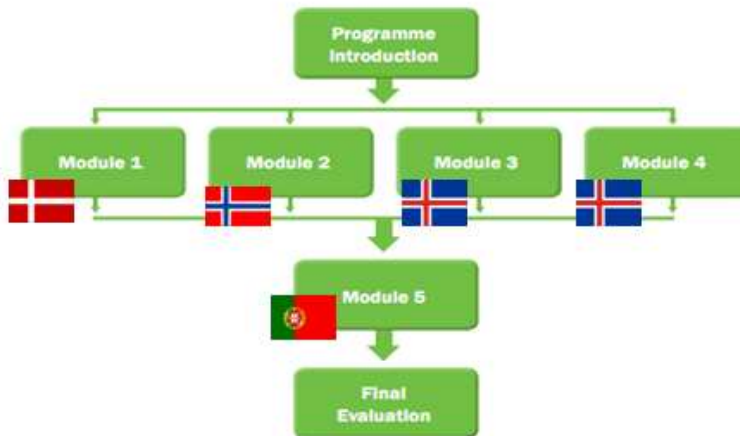 Programme
Introduction
Module 1
Module 2
Module 3
Module 4
Module 5
Final
Evaluation